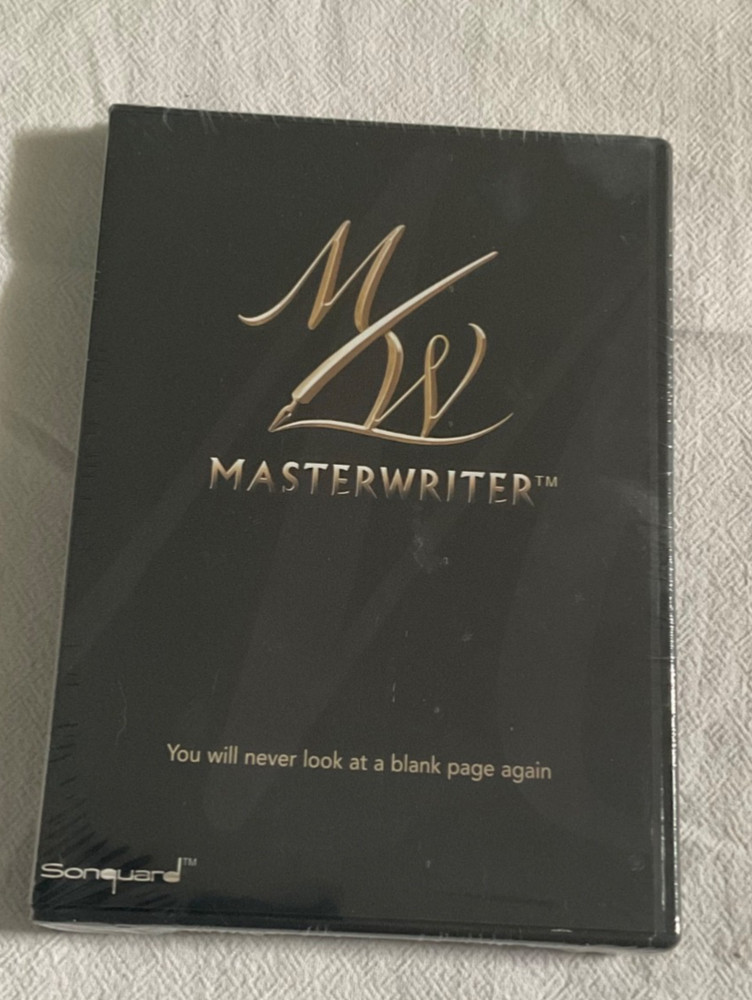 MW
MASTERWRITER™
You will never look at a blank page again
Songuard™